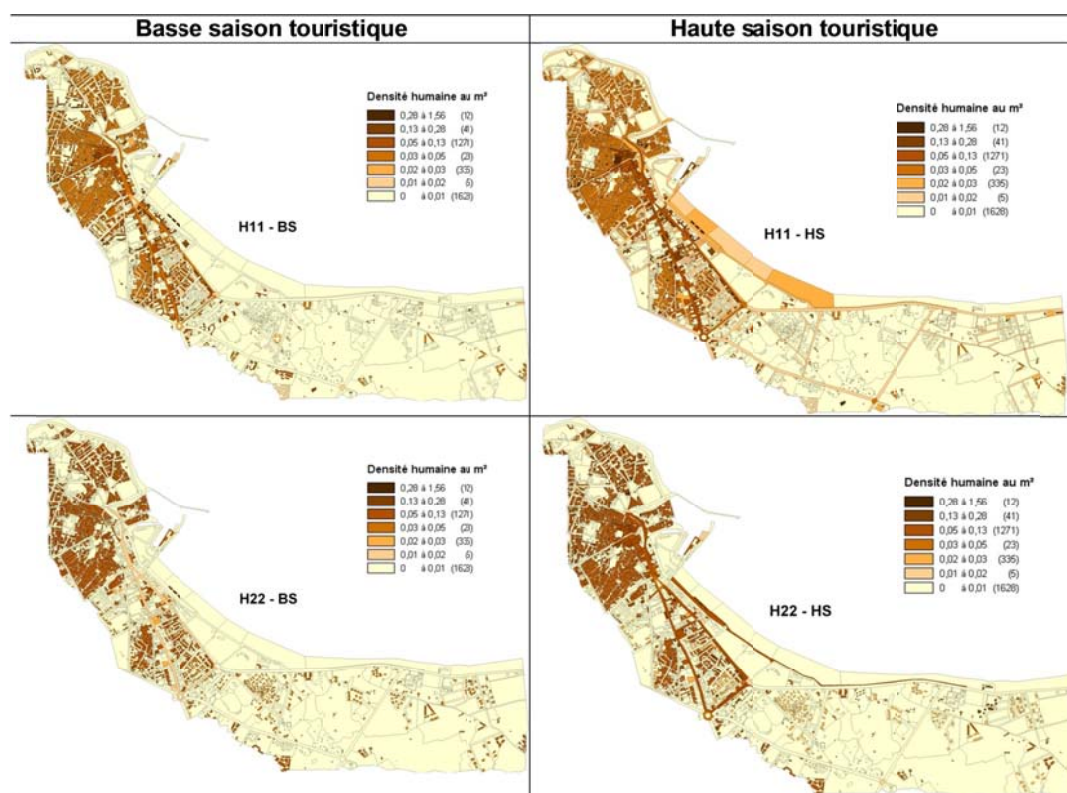 Basse saison touristique
Haute saison touristique
Densité humaine au m²
0,28 à 1,56 (12)
0,13 à 0,28 (41)
0,05 à 0,13 (1271)
0,03 à 0,05 (23)
0,02 à 0,03 (335)
0,01 à 0,02
0 à 0,01
H11 - BS
Densité humaine au m²
0,28 à 1,56 (12)
0,13 à 0,28 (41)
0,05 à 0,13 (1271)
0,03 à 0,05 (23)
0,02 à 0,03 (335)
0,01 à 0,02 (5)
0 à 0,01 (1628)
H11 - HS
Densité humaine au m²
0,28 à 1,56 (12)
0,13 à 0,28 (41)
0,05 à 0,13 (1271)
0,03 à 0,05 (23)
0,02 à 0,03 (335)
0,01 à 0,02
0 à 0,01
H22 - BS
Densité humaine au m²
0,28 à 1,56 (12)
0,13 à 0,28 (41)
0,05 à 0,13 (1271)
0,03 à 0,05 (23)
0,02 à 0,03 (335)
0,01 à 0,02 (5)
0 à 0,01 (1628)
H22 - HS